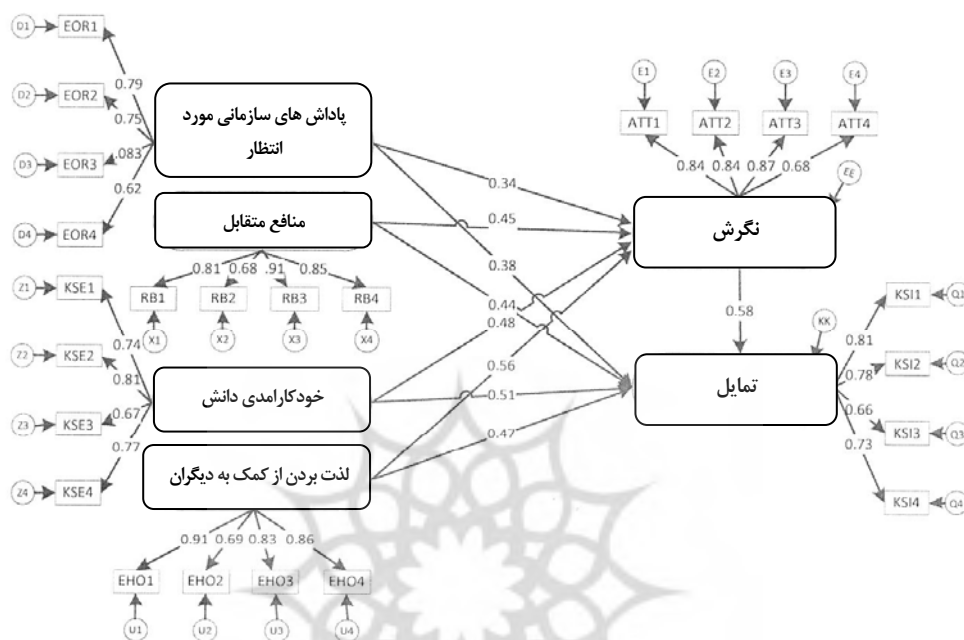 D1
EOR1
D2
EOR2
D3
EOR3
D4
EOR4
0.79
0.75
.083
0.62
پاداش های سازمانی مورد
انتظار
منافع متقابل
0.81 0.68 .91 0.85
RB1 RB2 RB3 RB4
X1 X2 X3 X4
Z1
KSE1
Z2
KSE2
Z3
KSE3
Z4
KSE4
0.74
0.81
0.67
0.77
خودکارامدی دانش
لذت بردن از کمک به دیگران
0.91 0.69 0.83 0.86
EHO1 EHO2 EHO3 EHO4
U1 U2 U3 U4
0.34
0.45
0.38
0.44
0.48
0.56
0.51
0.47
E1 E2 E3 E4
ATT1 ATT2 ATT3 ATT4
0.84 0.84 0.87 0.68
EE
نگرش
0.58
KK
تمایل
0.81
0.78
0.66
0.73
KSI1 Q1
KSI2 Q2
KSI3 Q3
KSI4 Q4